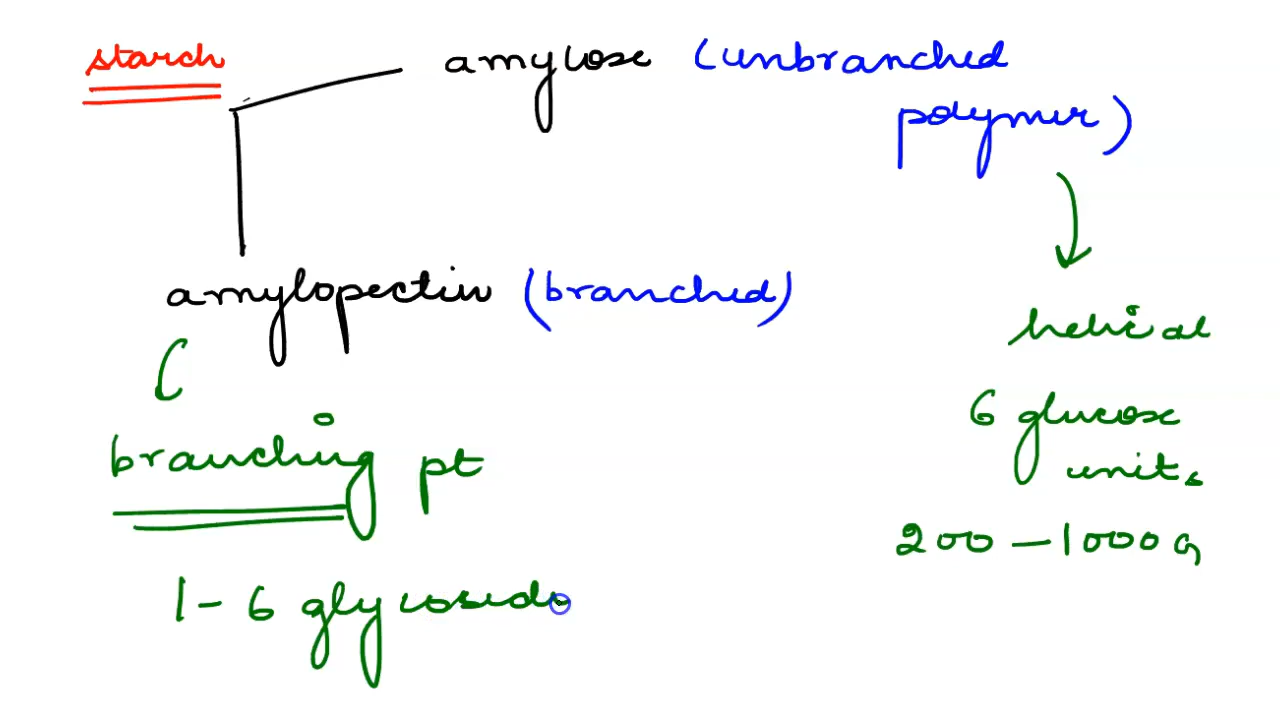 starch
amylose (unbranched
polymer)
amylopectin (branched)
helical
6 glucose
units
branching pt
200 – 1000 G
1 – 6 glycosidi